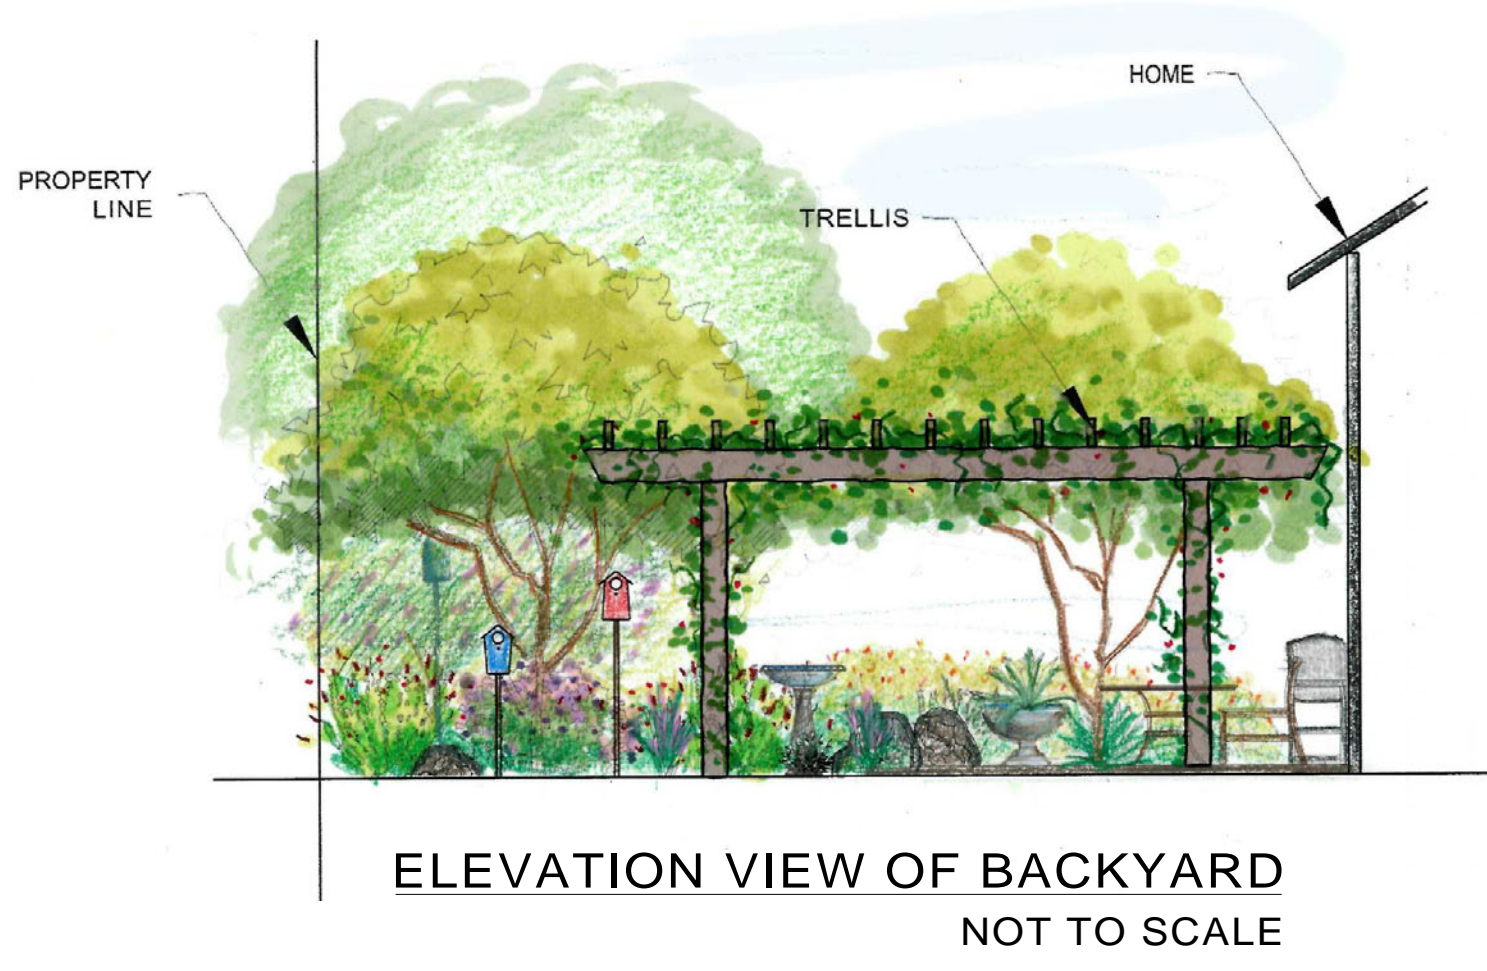 HOME
PROPERTY
LINE
TRELLIS
ELEVATION VIEW OF BACKYARD
NOT TO SCALE